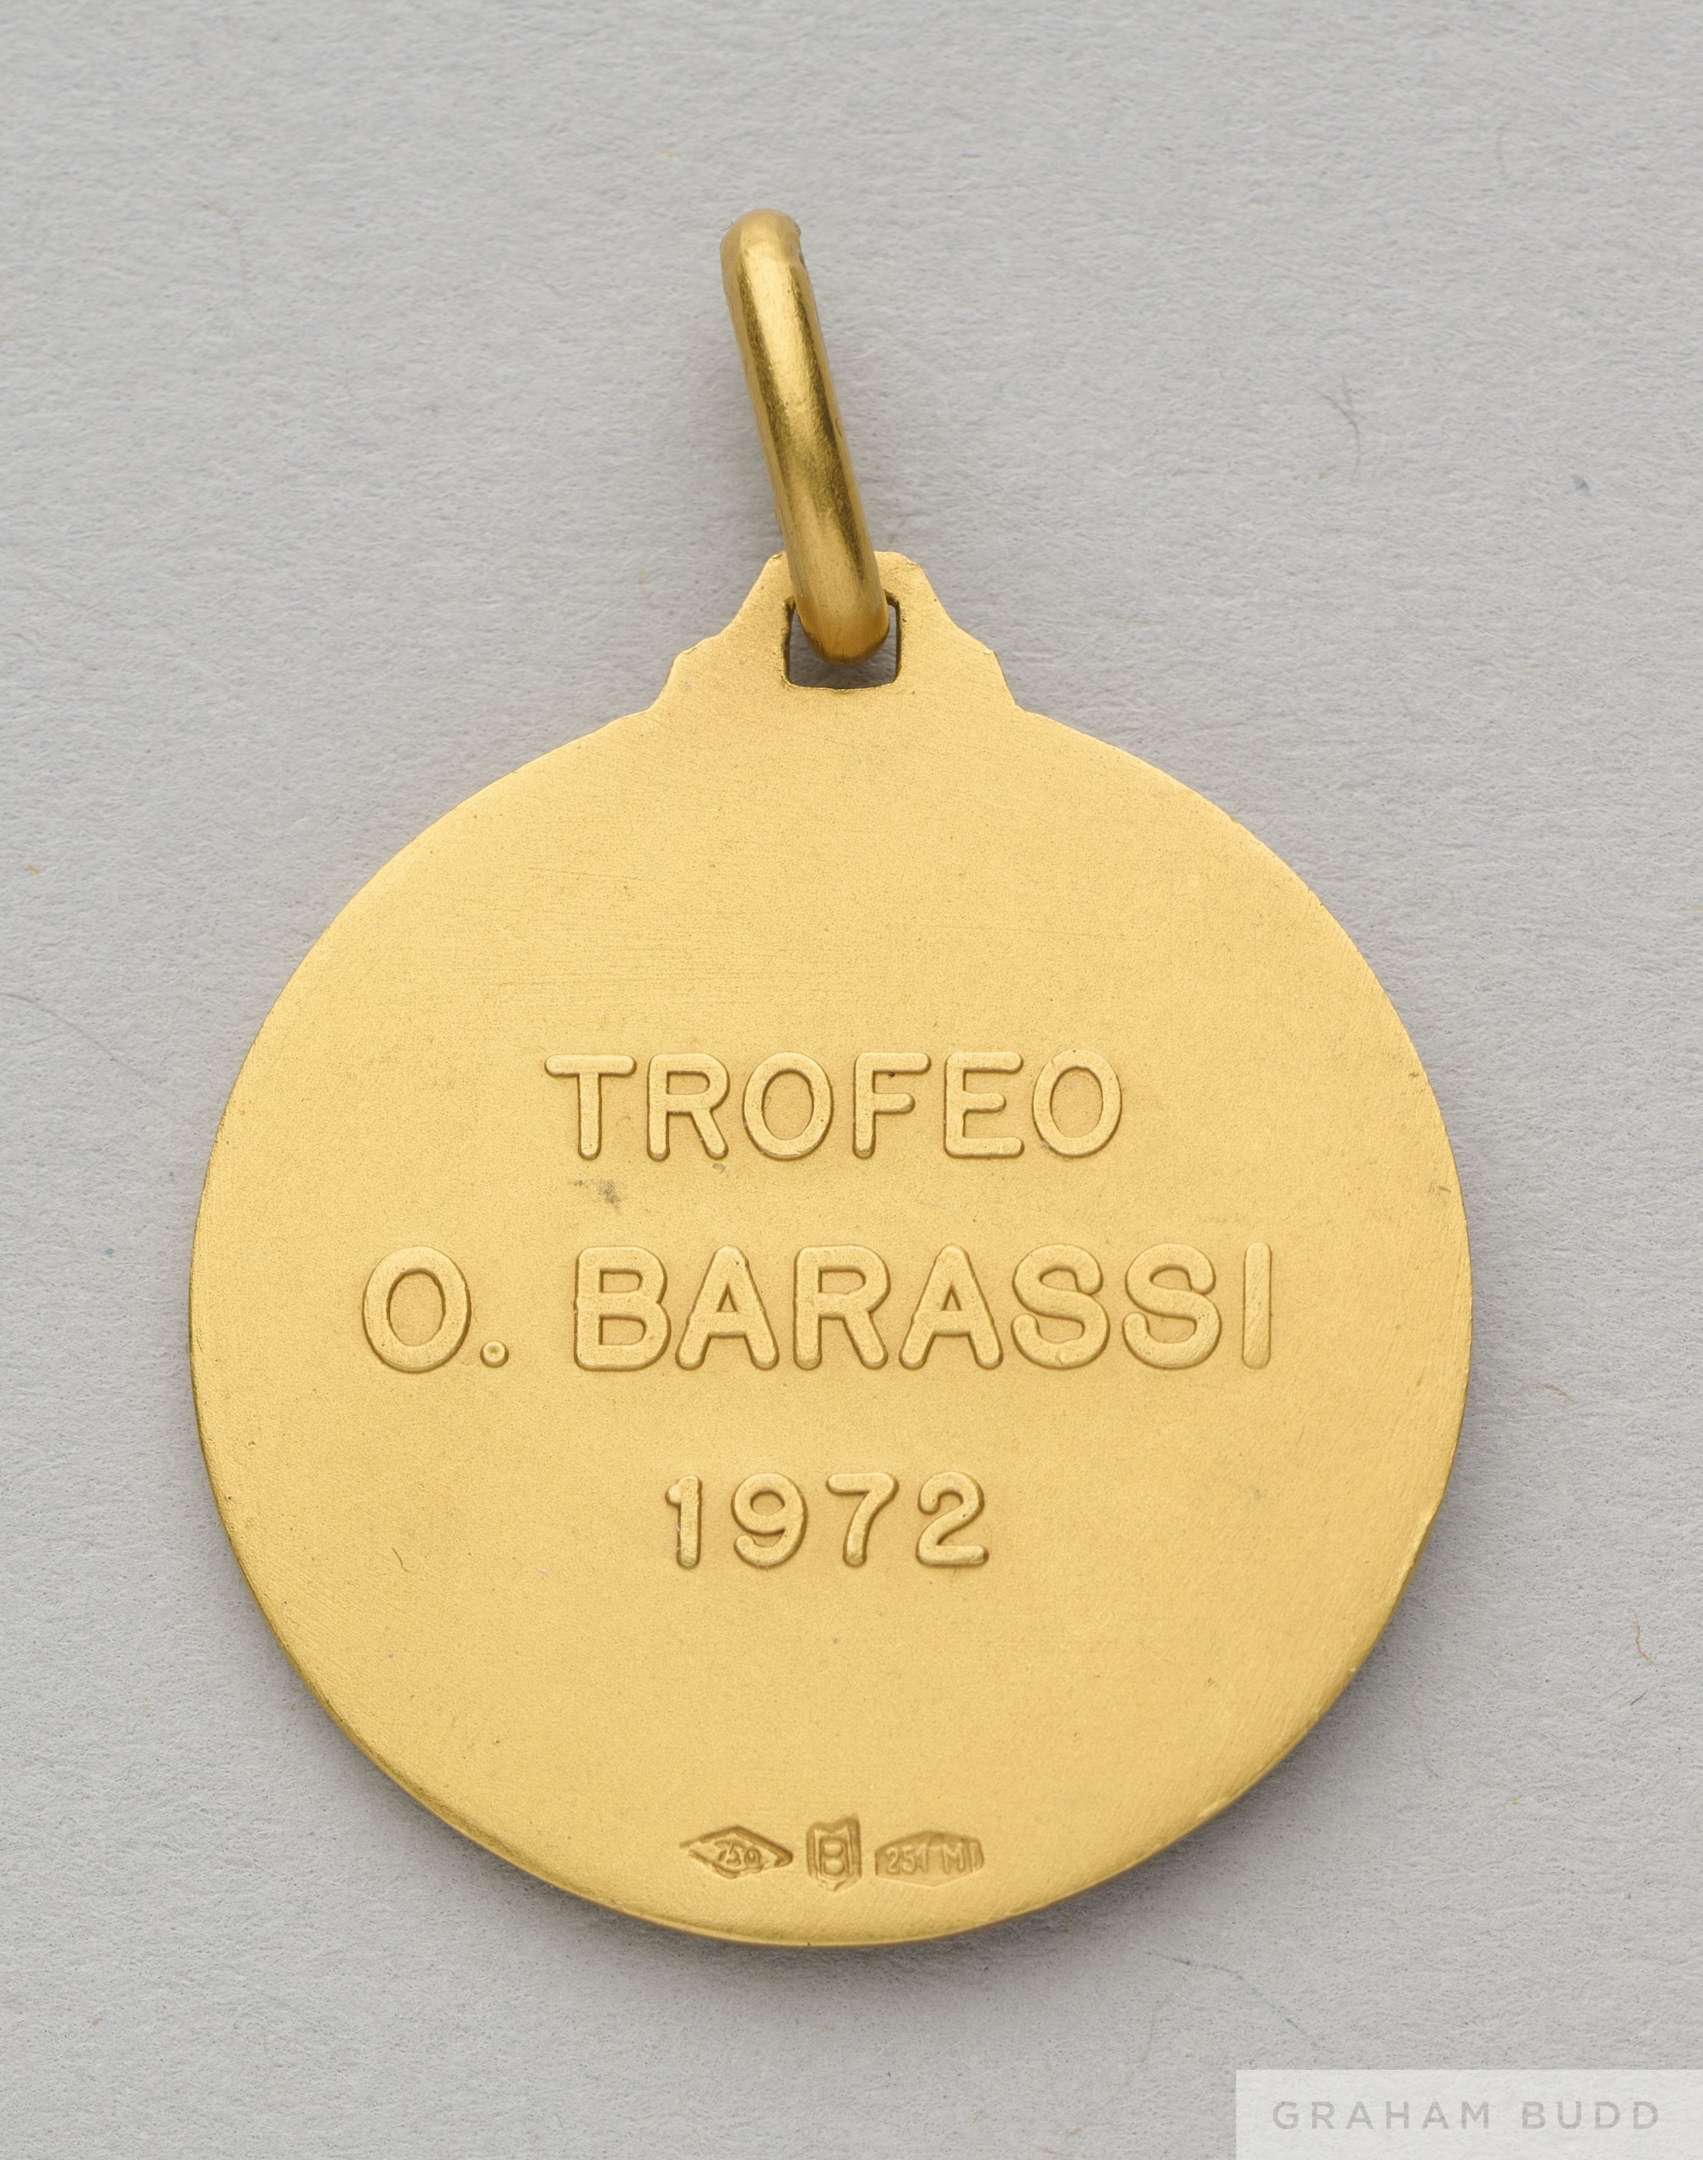 TROFEO
O. BARASSI
1972
750 B 251 MI
GRAHAM BUDD